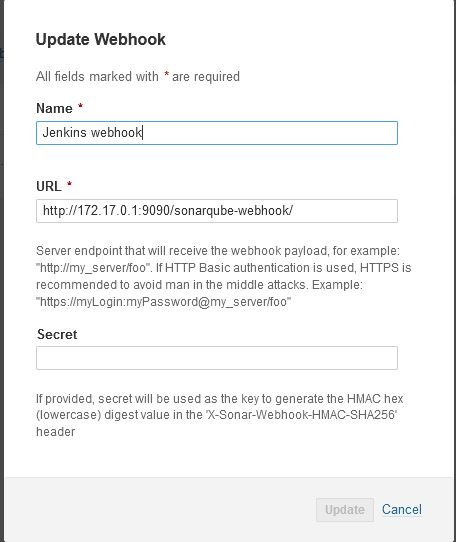 Update Webhook
All fields marked with * are required
Name *
Jenkins webhook
URL *
http://172.17.0.1:9090/sonarqube-webhook/
Server endpoint that will receive the webhook payload, for example:
"http://my_server/foo". If HTTP Basic authentication is used, HTTPS is
recommended to avoid man in the middle attacks. Example:
"https://myLogin:myPassword@my_server/foo"
Secret
If provided, secret will be used as the key to generate the HMAC hex
(lowercase) digest value in the 'X-Sonar-Webhook-HMAC-SHA256'
header
Update Cancel